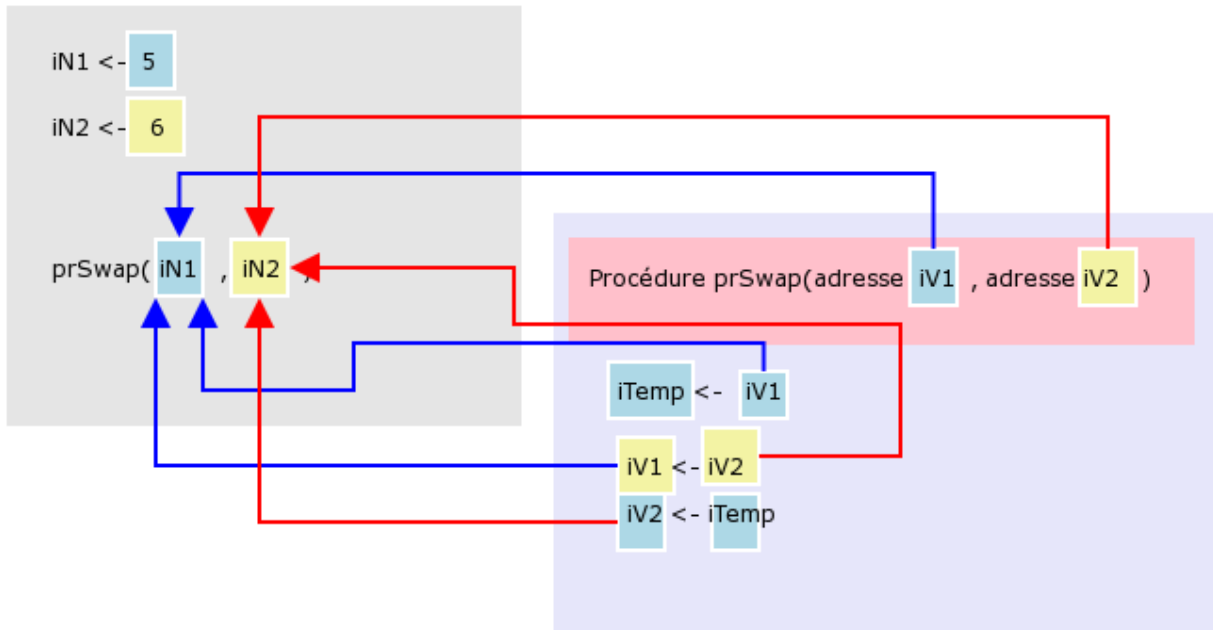 iN1 <- 5
iN2 <- 6
prSwap( iN1 , iN2 ,
Procédure prSwap(adresse iV1 , adresse iV2 )
iTemp <- iV1
iV1 <- iV2
iV2 <- iTemp